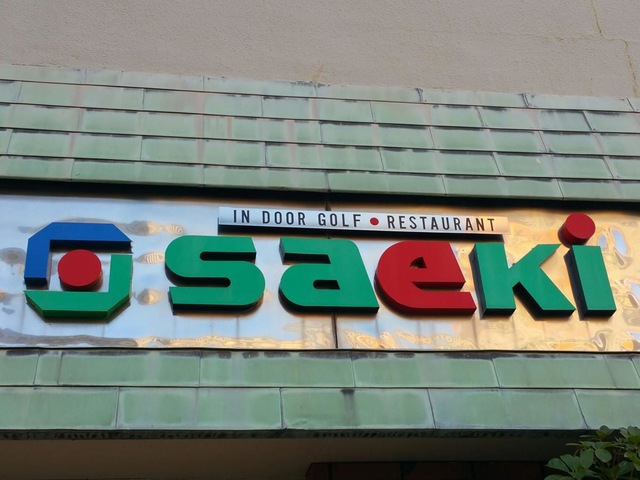 IN DOOR GOLF • RESTAURANT
saeki